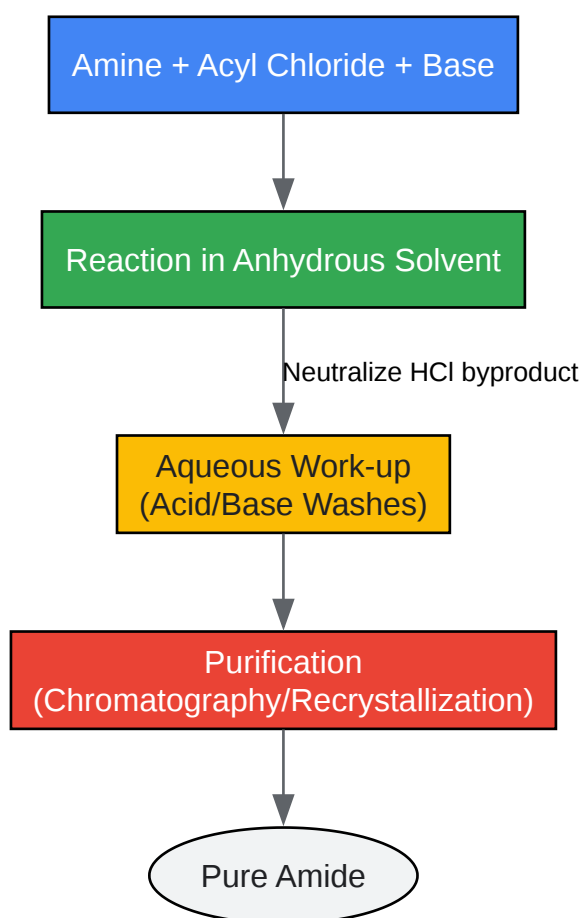 Amine + Acyl Chloride + Base
Reaction in Anhydrous Solvent
Neutralize HCl byproduct
Aqueous Work-up
(Acid/Base Washes)
Purification
(Chromatography/Recrystallization)
Pure Amide